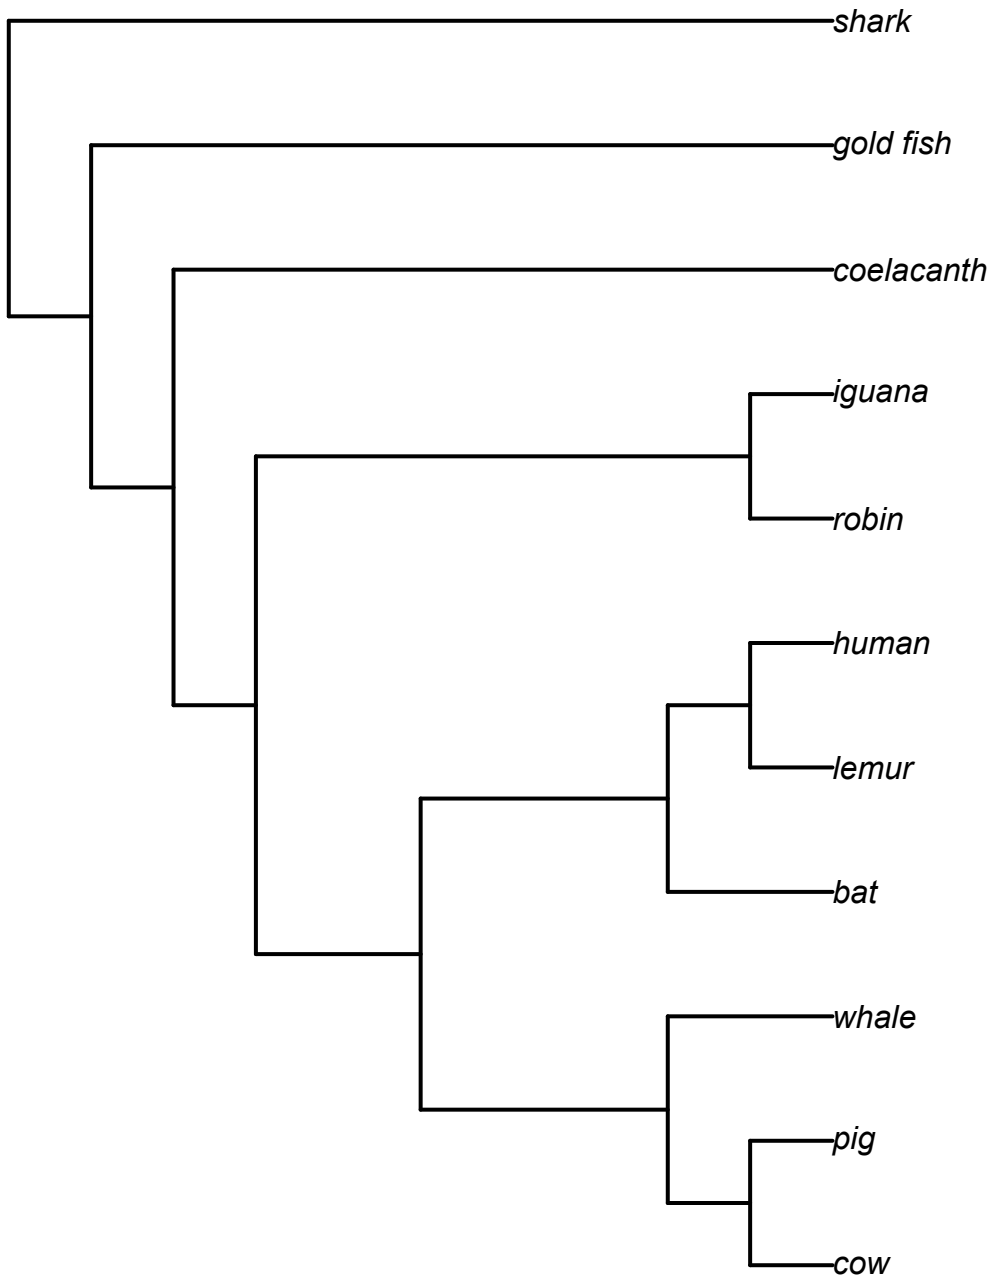 shark
gold fish
coelacanth
iguana
robin
human
lemur
bat
whale
pig
cow